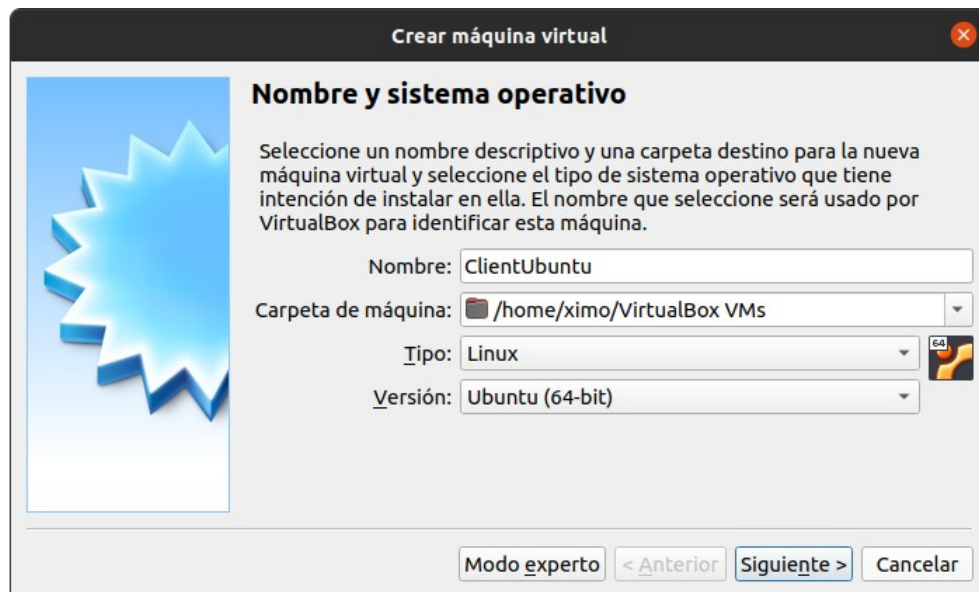 Crear máquina virtual
Nombre y sistema operativo
Seleccione un nombre descriptivo y una carpeta destino para la nueva
máquina virtual y seleccione el tipo de sistema operativo que tiene
intención de instalar en ella. El nombre que seleccione será usado por
VirtualBox para identificar esta máquina.
Nombre: ClientUbuntu
Carpeta de máquina: /home/ximo/VirtualBox VMs
Tipo: Linux
64
Versión: Ubuntu (64-bit)
Modo experto < Anterior Siguiente > Cancelar